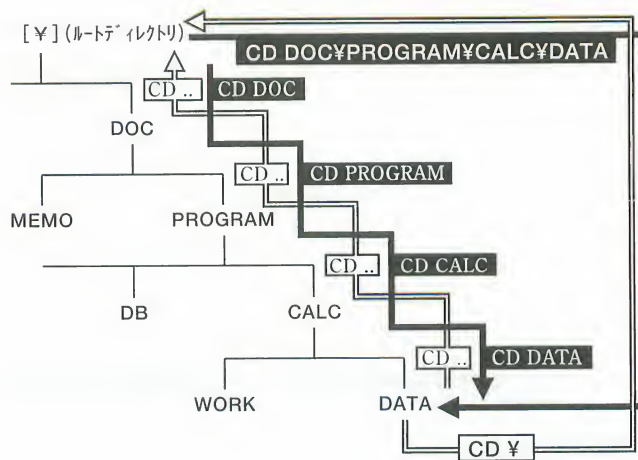 [¥](ﾙｰﾄﾃﾞｨﾚｸﾄﾘ)
CD DOC¥PROGRAM¥CALC¥DATA
CD .. CD DOC
DOC
CD .. CD PROGRAM
MEMO PROGRAM
CD .. CD CALC
DB CALC
CD .. CD DATA
WORK DATA
CD ¥